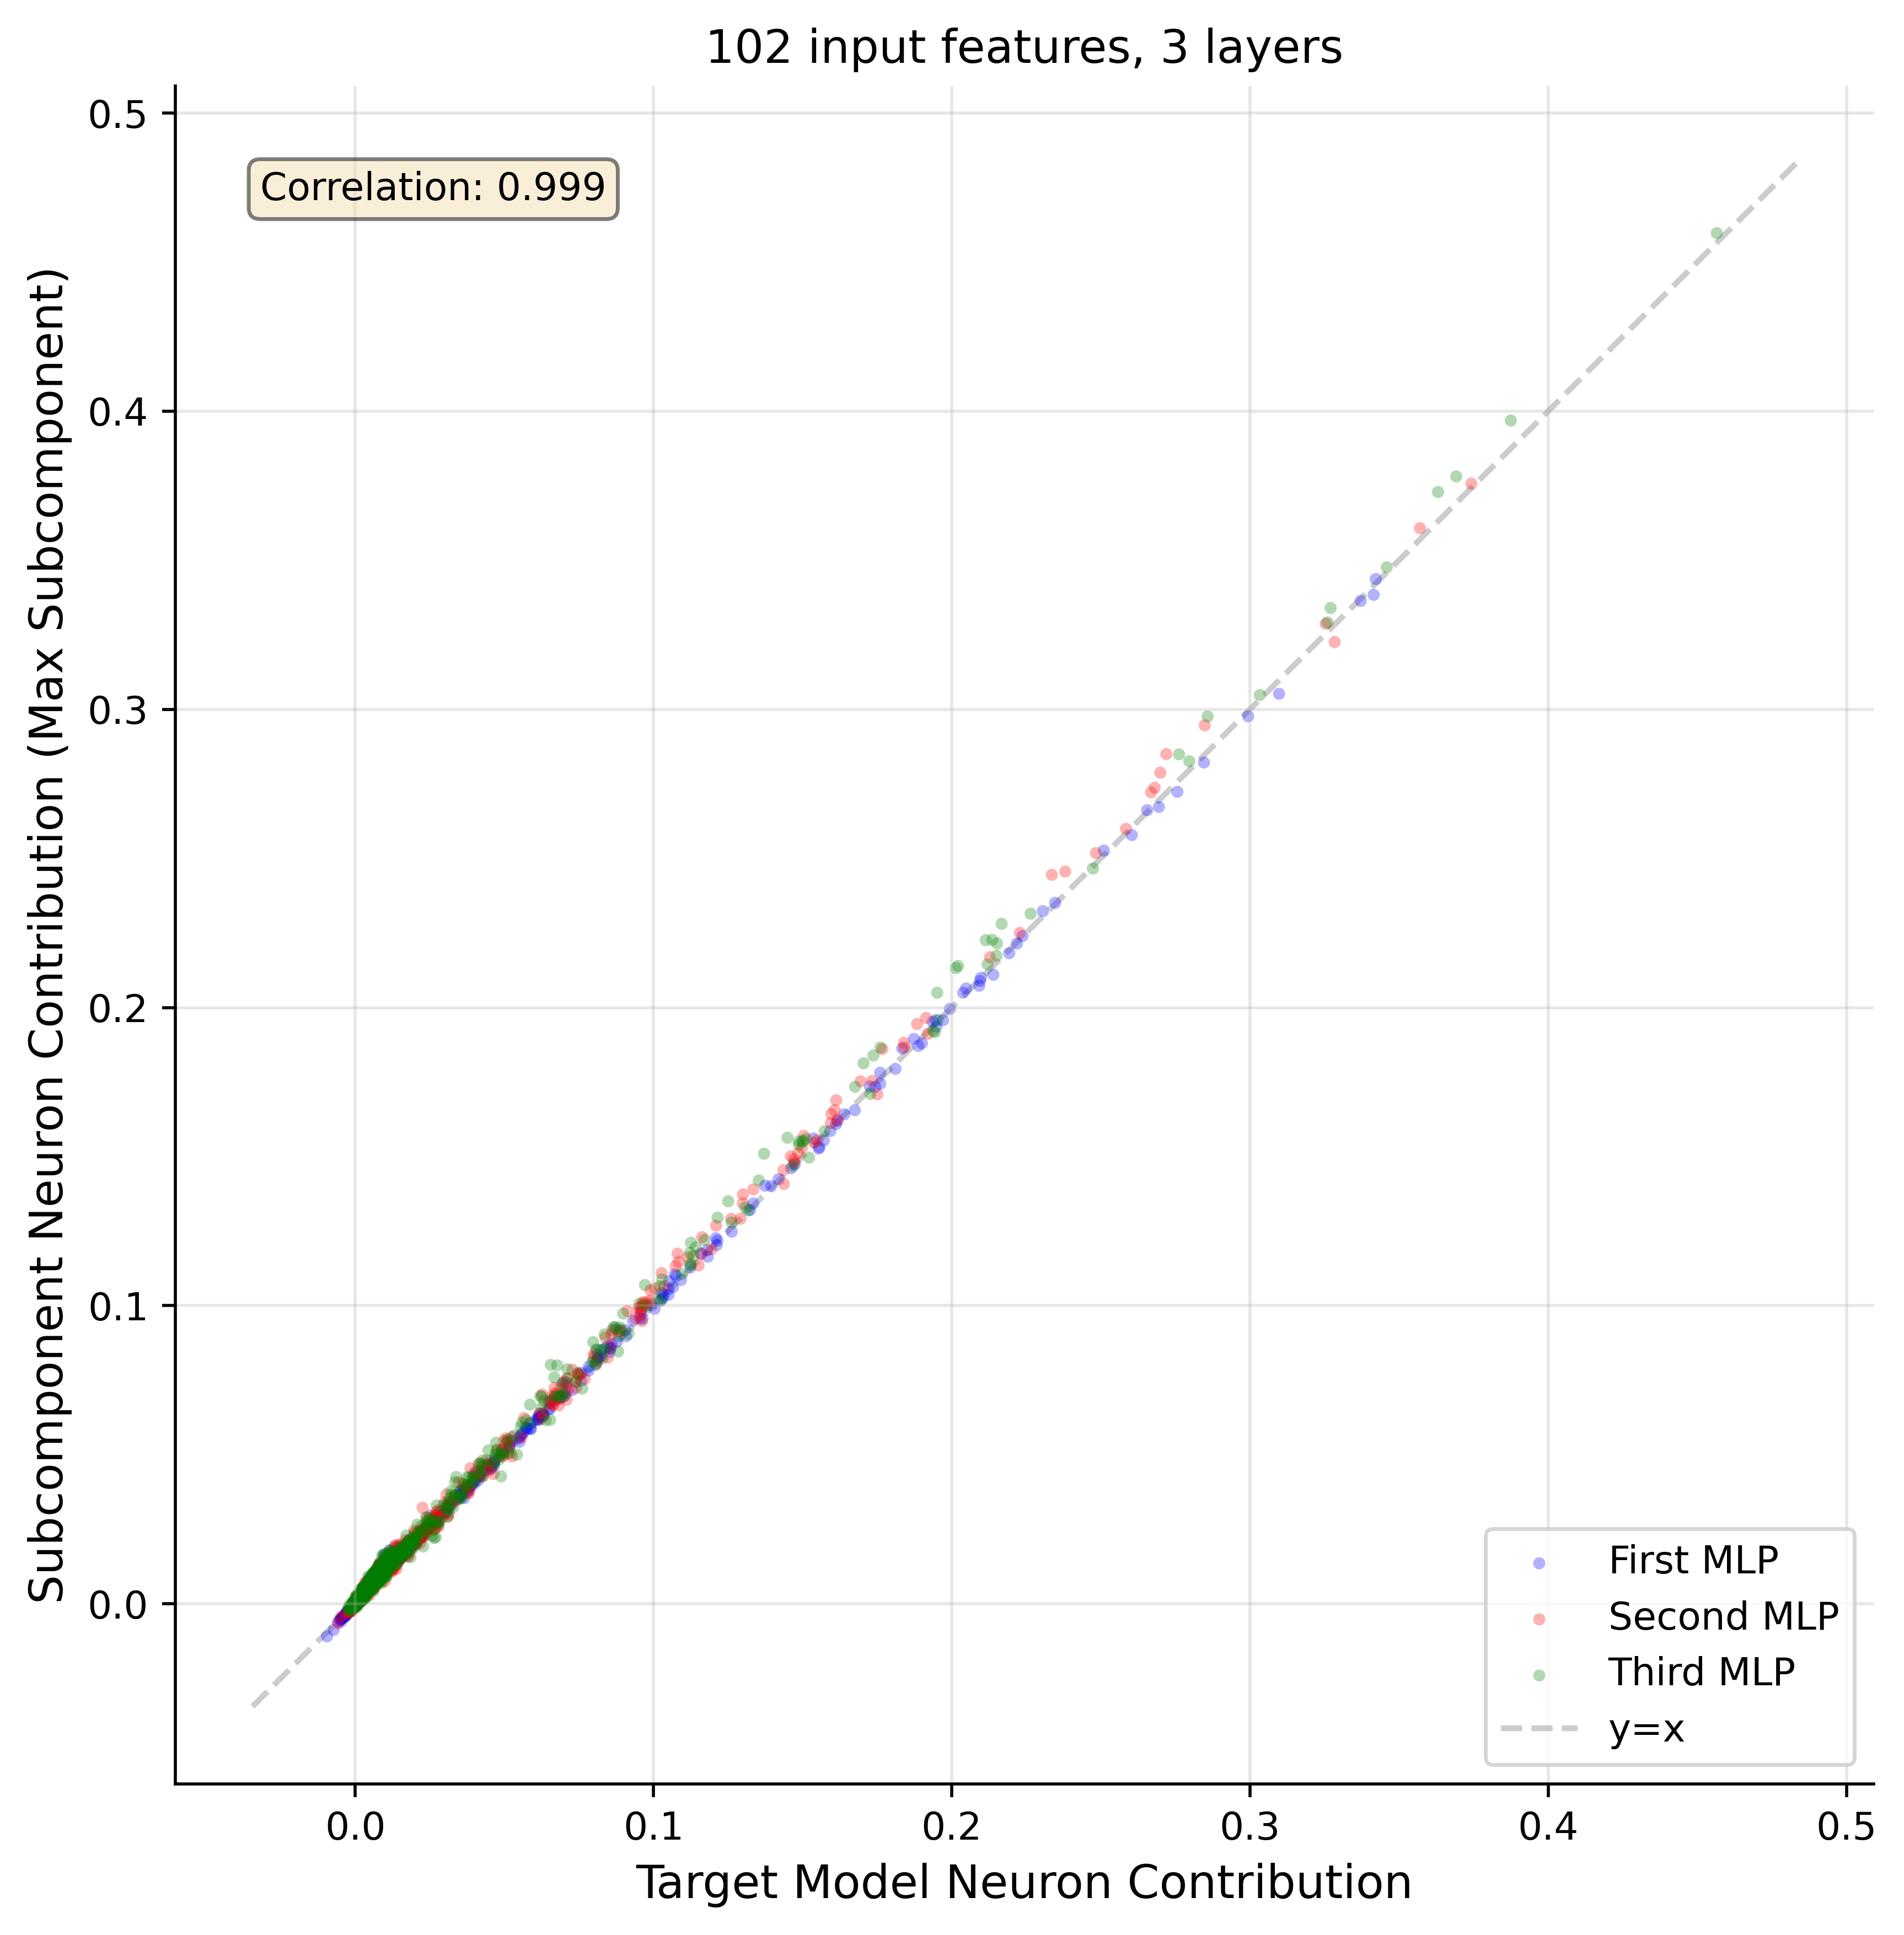 102 input features, 3 layers
Subcomponent Neuron Contribution (Max Subcomponent)
0.5
0.4
0.3
0.2
0.1
0.0
Correlation: 0.999
First MLP
Second MLP
Third MLP
y=x
0.0 0.1 0.2 0.3 0.4 0.5
Target Model Neuron Contribution